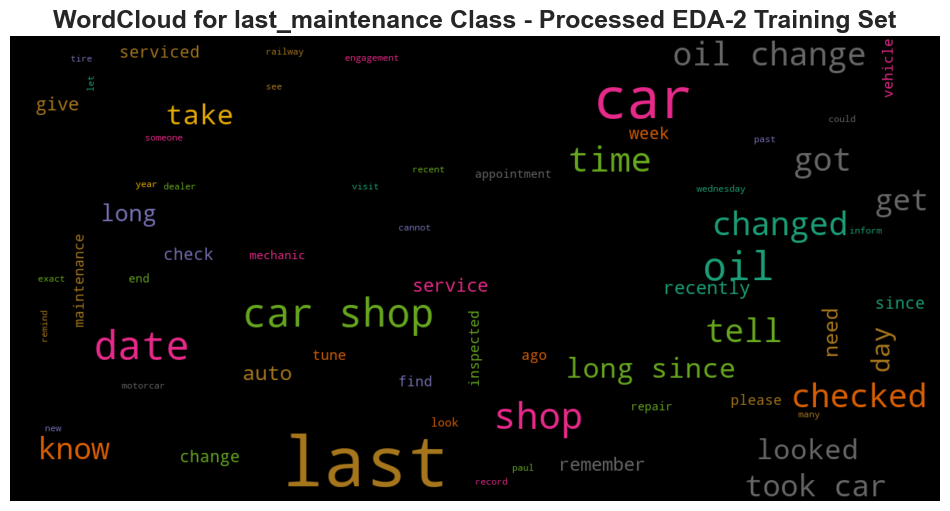 WordCloud for last_maintenance Class - Processed EDA-2 Training Set
tire
serviced
railway
engagement
oil change
vehicle
let
see
give
take
car
could
someone
week
past
time
got
recent
appointment
year
dealer
visit
wednesday
get
long
cannot
changed
inform
check
mechanic
maintenance
exact
end
service
oil
recently
since
car shop
remind
date
tune
inspected
ago
tell
need
day
auto
find
long since
motorcar
checked
shop
repair
please
many
new
know
change
last
look
paul
record
remember
looked
took car